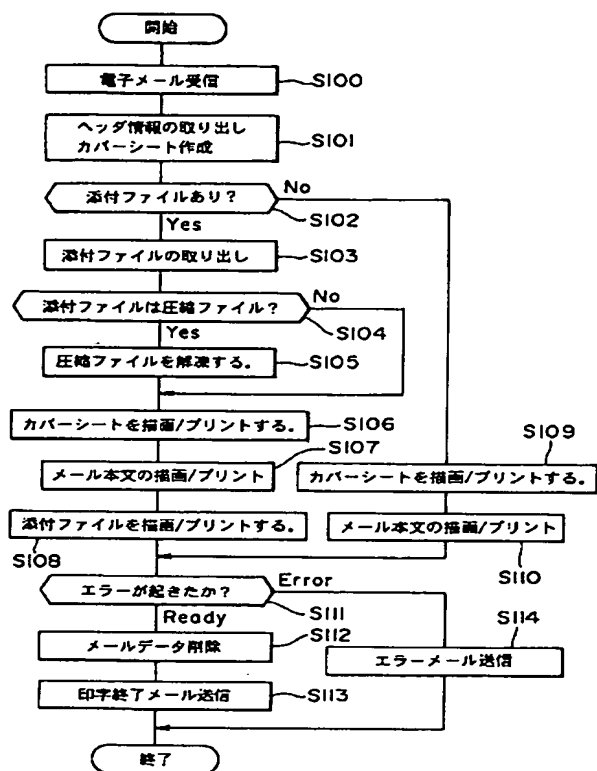 開始
電子メール受信
S100
ヘッダ情報の取り出し
カバーシート作成
S101
添付ファイルあり?
No
S102
Yes
添付ファイルの取り出し
S103
添付ファイルは圧縮ファイル?
No
S104
Yes
圧縮ファイルを解凍する。
S105
カバーシートを描画/プリントする。
S106
メール本文の描画/プリント
S107
添付ファイルを描画/プリントする。
S108
カバーシートを描画/プリントする。
S109
メール本文の描画/プリント
S110
エラーが起きたか?
Error
S111
Ready
メールデータ削除
S112
印字終了メール送信
S113
エラーメール送信
S114
終了